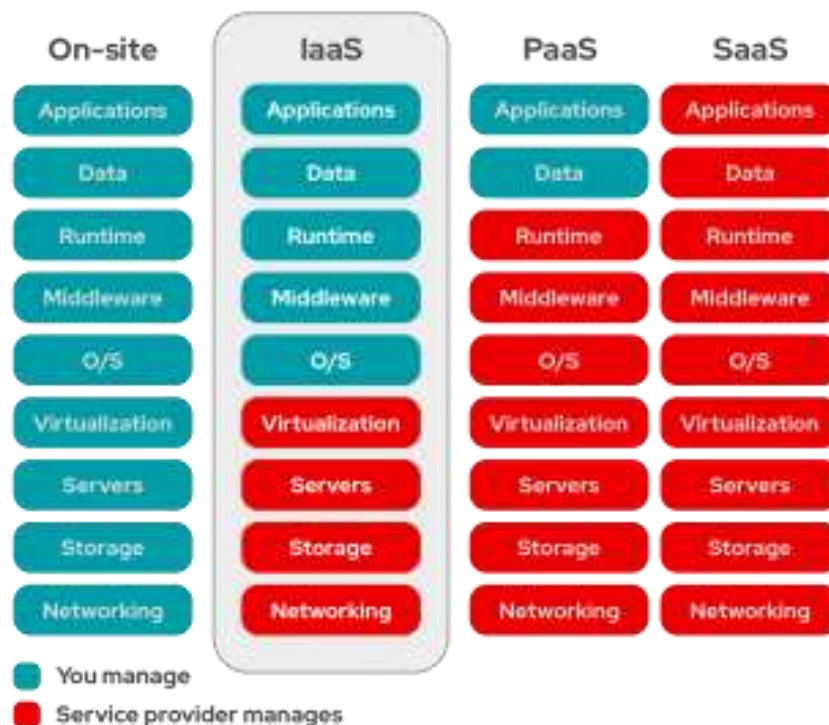 On-site IaaS PaaS SaaS
Applications Applications Applications Applications
Data Data Data Data
Runtime Runtime Runtime Runtime
Middleware Middleware Middleware Middleware
O/S O/S O/S O/S
Virtualization Virtualization Virtualization Virtualization
Servers Servers Servers Servers
Storage Storage Storage Storage
Networking Networking Networking Networking
You manage
Service provider manages